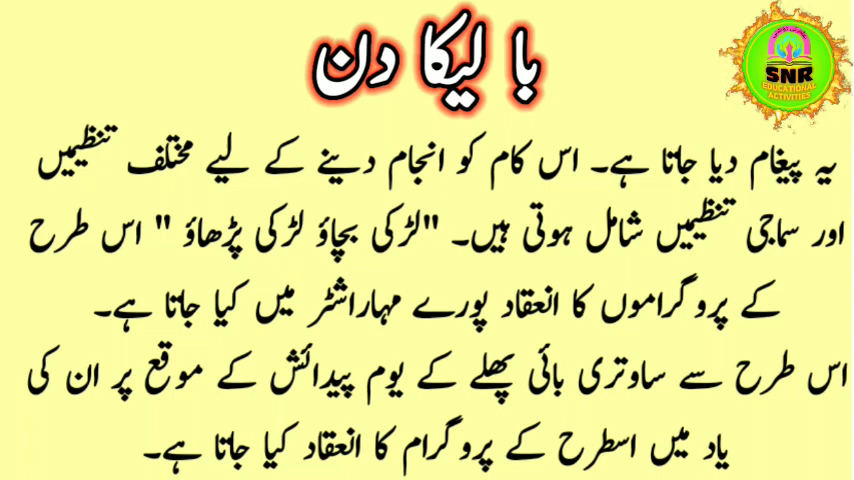 با لیکا دن
SNR
EDUCATIONAL
ACTIVITIES
یہ پیغام دیا جاتا ہے۔ اس کام کو انجام دینے کے لیے مختلف تنظیمیں
اور سماجی تنظیمیں شامل ہوتی ہیں۔ "لڑکی بچاؤ لڑکی پڑھاؤ " اس طرح
کے پروگراموں کا انعقاد پورے مہاراشٹر میں کیا جاتا ہے۔
اس طرح سے ساوتری بائی پھلے کے یوم پیدائش کے موقع پر ان کی
یاد میں اسطرح کے پروگرام کا انعقاد کیا جاتا ہے۔